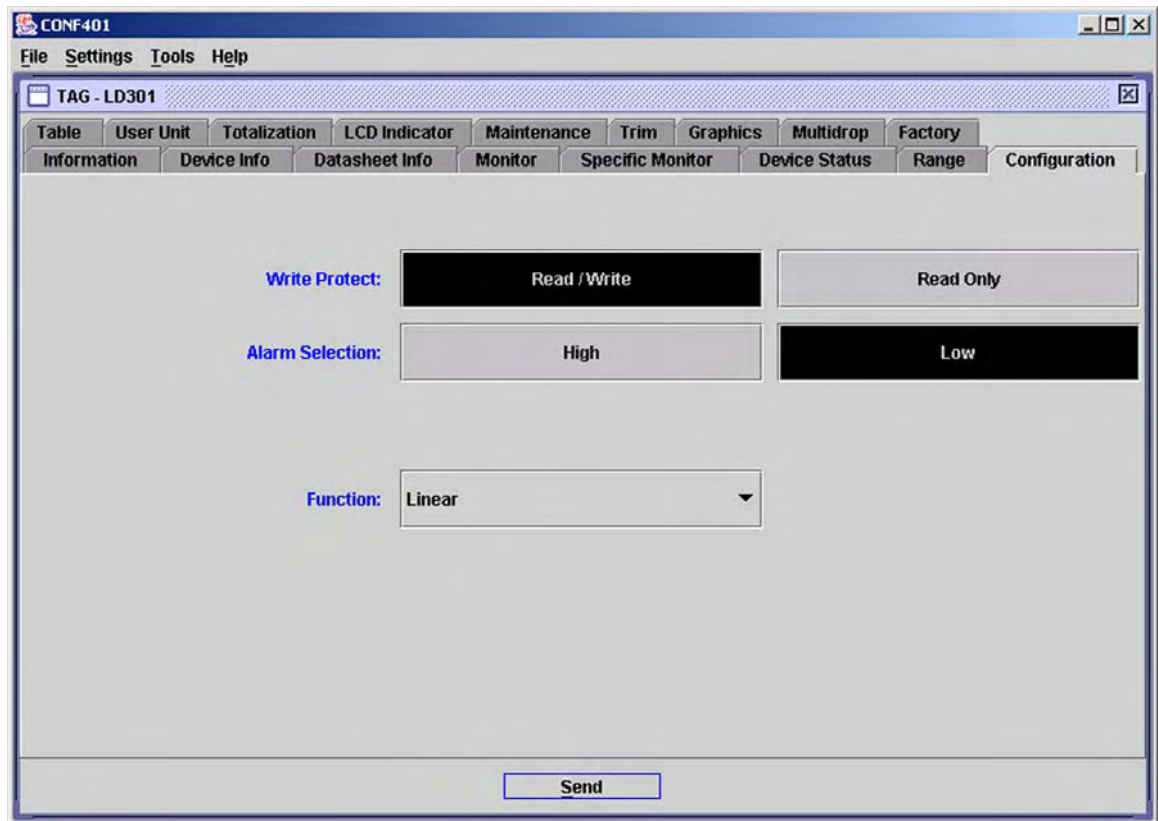 CONF401
File Settings Tools Help
TAG - LD301
Table User Unit Totalization LCD Indicator Maintenance Trim Graphics Multidrop Factory
Information Device Info Datasheet Info Monitor Specific Monitor Device Status Range Configuration
Write Protect: Read / Write Read Only
Alarm Selection: High Low
Function: Linear
Send